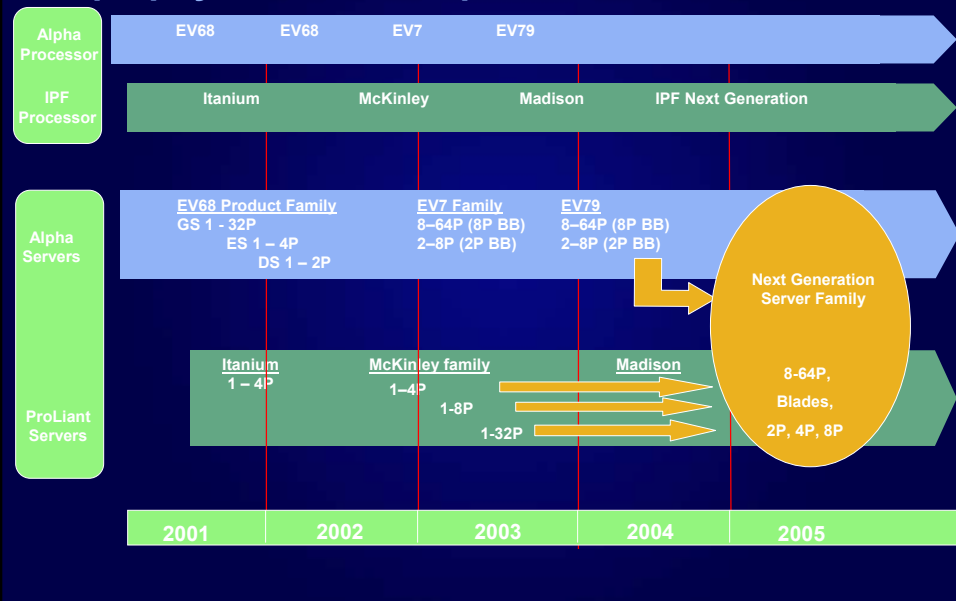 Alpha
Processor
EV68 EV68 EV7 EV79
IPF
Processor
Itanium McKinley Madison IPF Next Generation
Alpha
Servers
EV68 Product Family
GS 1 - 32P
ES 1 – 4P
DS 1 – 2P
EV7 Family
8–64P (8P BB)
2–8P (2P BB)
EV79
8–64P (8P BB)
2–8P (2P BB)
Next Generation
Server Family
8-64P,
Blades,
2P, 4P, 8P
ProLiant
Servers
Itanium
1 – 4P
McKinley family
1–4P
1-8P
1-32P
Madison
2001 2002 2003 2004 2005